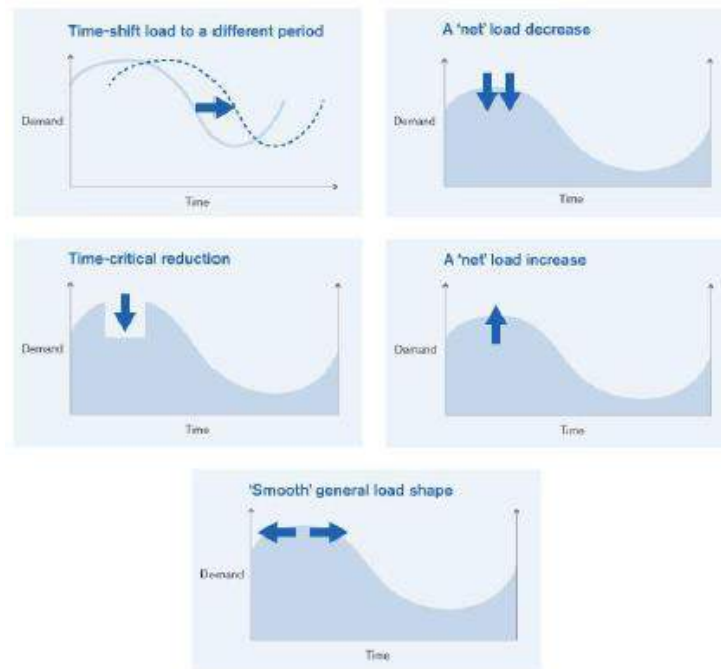 Time-shift load to a different period
Demand
Time
A 'net' load decrease
Demand
Time
Time-critical reduction
Demand
Time
A 'net' load increase
Demand
Time
'Smooth' general load shape
Demand
Time